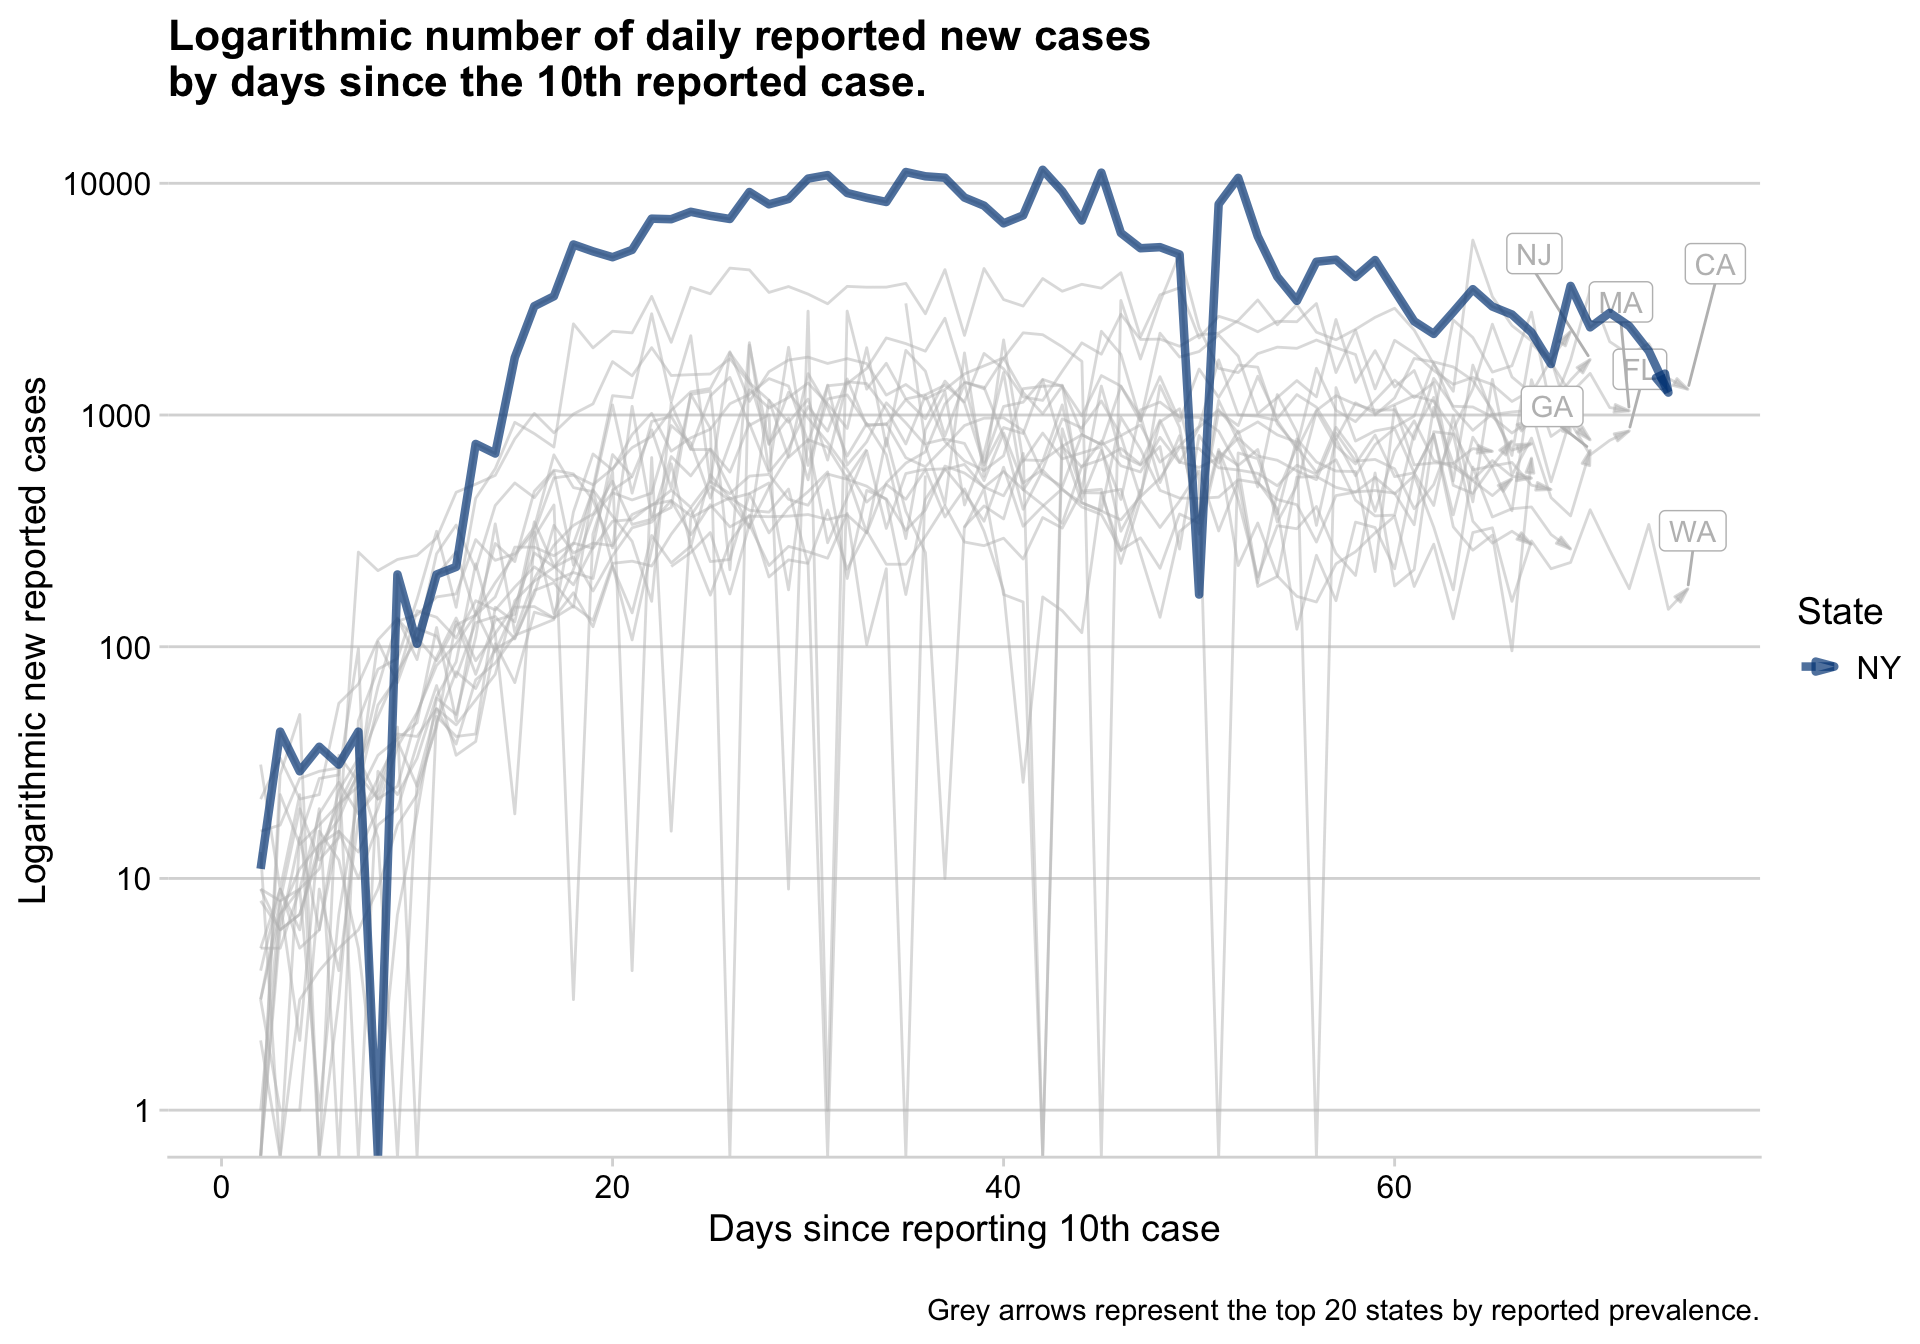 Logarithmic number of daily reported new cases
by days since the 10th reported case.
Logarithmic new reported cases
10000
1000
100
10
1
NJ
MA
CA
FL
GA
WA
State
NY
0
20
40
60
Days since reporting 10th case
Grey arrows represent the top 20 states by reported prevalence.